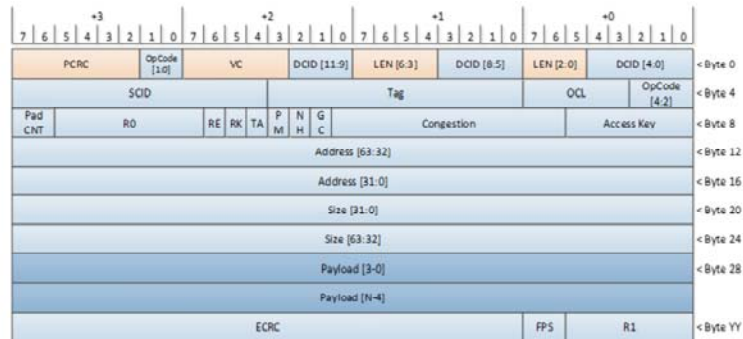 +3 +2 +1 +0
7 6 5 4 3 2 1 0 7 6 5 4 3 2 1 0 7 6 5 4 3 2 1 0 7 6 5 4 3 2 1 0
PCRC OpCode [1:0] VC DCID [11:9] LEN [6:3] DCID [8:5] LEN [2:0] DCID [4:0] < Byte 0
SCID Tag OCL OpCode [4:2] < Byte 4
Pad CNT R0 RE RK TA PM NH GC Congestion Access Key < Byte 8
Address [63:32] < Byte 12
Address [31:0] < Byte 16
Size [31:0] < Byte 20
Size [63:32] < Byte 24
Payload [3-0] < Byte 28
Payload [N-4]
ECRC FPS R1 < Byte YY